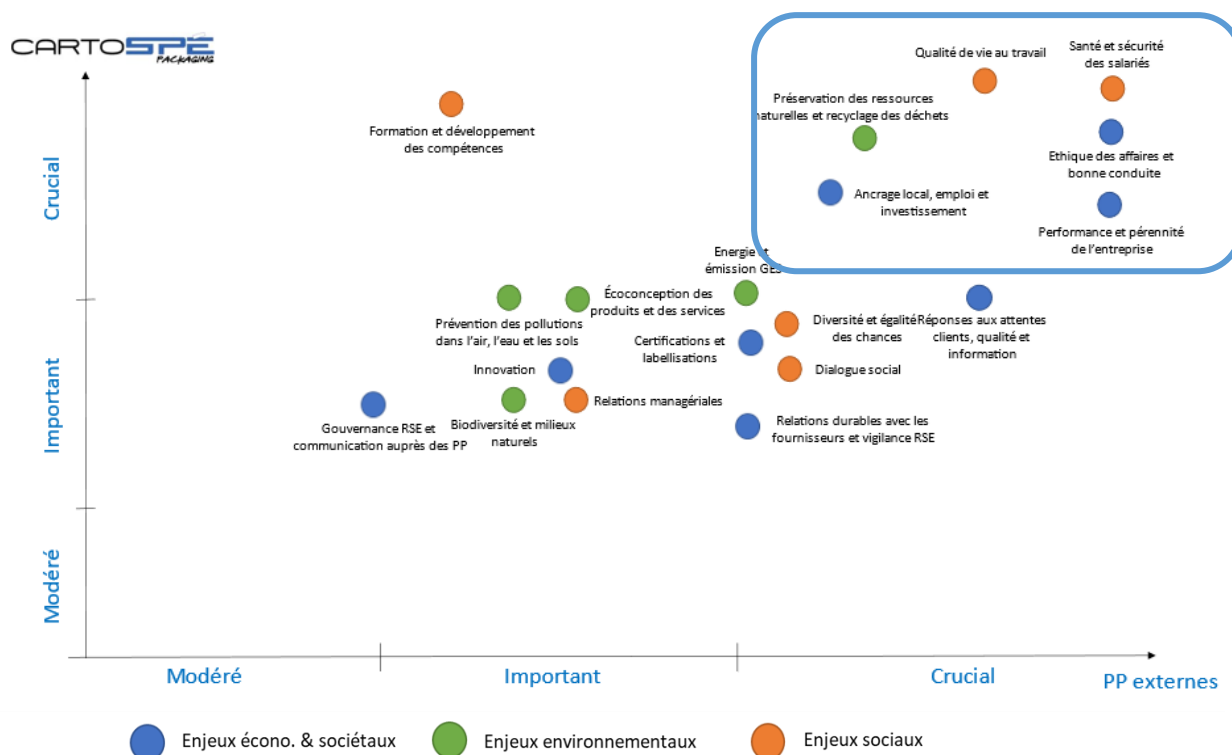 CARTOSPÉ
PACKAGING
Qualité de vie au travail
Santé et sécurité
des salariés
Préservation des ressources
naturelles et recyclage des déchets
Formation et développement
des compétences
Ethique des affaires et
bonne conduite
Ancrage local, emploi et
investissement
Performance et pérennité
de l'entreprise
Crucial
Energie et
émission GES
Écoconception des
produits et des services
Prévention des pollutions
dans l'air, l'eau et les sols
Certifications et
labellisations
Diversité et égalité
des chances
Réponses aux attentes
clients, qualité et
information
Innovation
Dialogue social
Relations managériales
Gouvernance RSE et
communication auprès des PP
Biodiversité et milieux
naturels
Relations durables avec les
fournisseurs et vigilance RSE
Important
Modéré
Modéré
Important
Crucial
PP externes
Enjeux écono. & sociétaux
Enjeux environnementaux
Enjeux sociaux